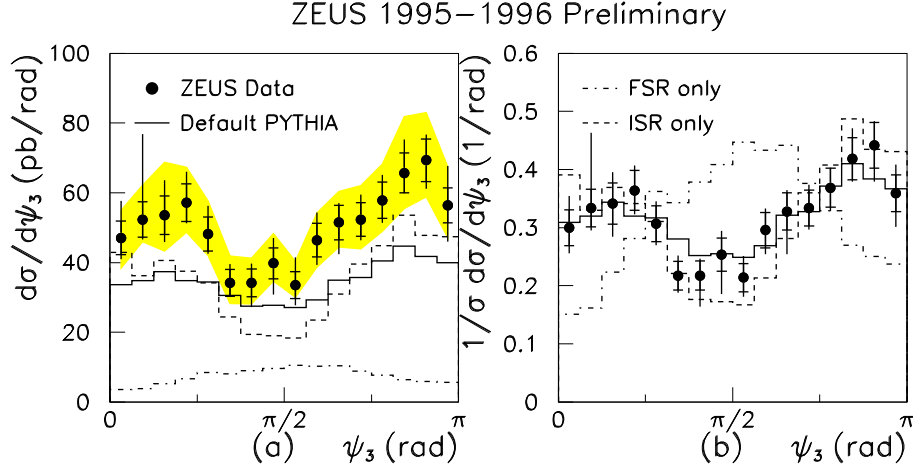 ZEUS 1995−1996 Preliminary
dσ/dψ₃ (pb/rad)
100
80
60
40
20
0
ZEUS Data
Default PYTHIA
0
π/2
π
(a)
ψ₃ (rad)
1/σ dσ/dψ₃ (1/rad)
0.6
0.5
0.4
0.3
0.2
0.1
0
FSR only
ISR only
0
π/2
π
(b)
ψ₃ (rad)